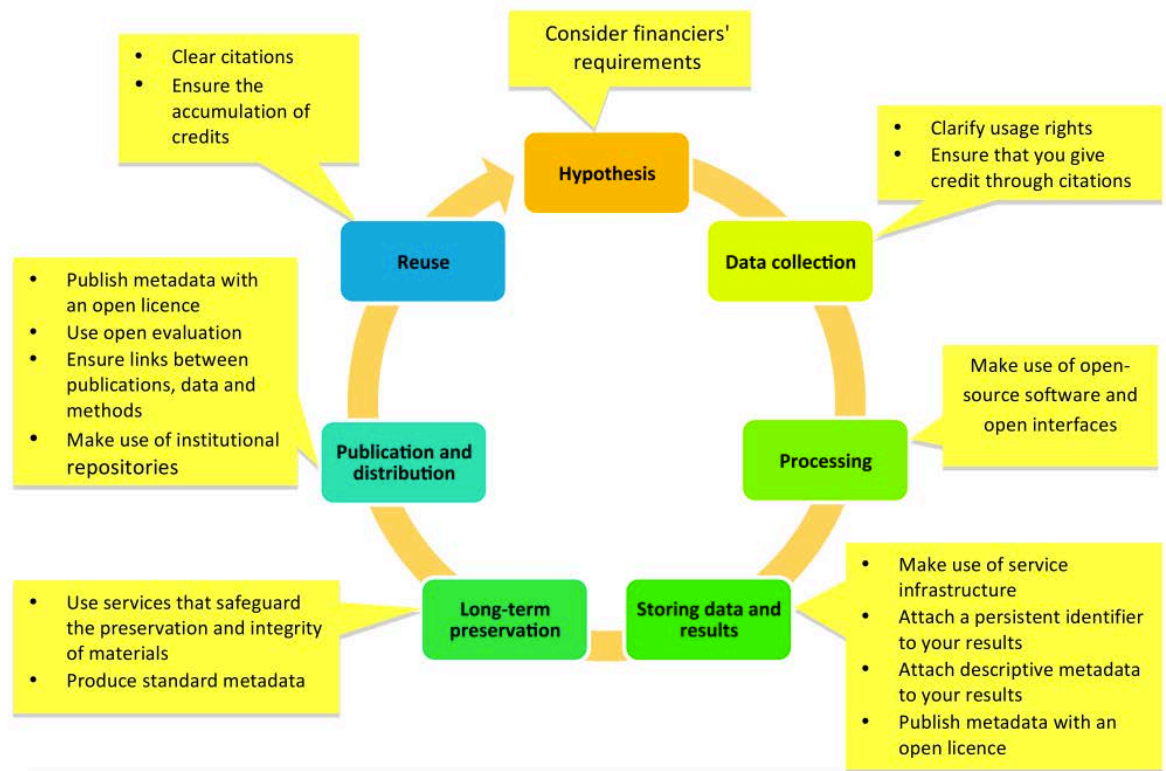 Consider financiers'
requirements
Hypothesis
• Clarify usage rights
• Ensure that you give
credit through citations
Data collection
Make use of open-
source software and
open interfaces
Processing
• Make use of service
infrastructure
• Attach a persistent identifier
to your results
• Attach descriptive metadata
to your results
• Publish metadata with an
open licence
Storing data and
results
Long-term
preservation
• Use services that safeguard
the preservation and integrity
of materials
• Produce standard metadata
Publication and
distribution
• Publish metadata with
an open licence
• Use open evaluation
• Ensure links between
publications, data and
methods
• Make use of institutional
repositories
Reuse
• Clear citations
• Ensure the
accumulation of
credits